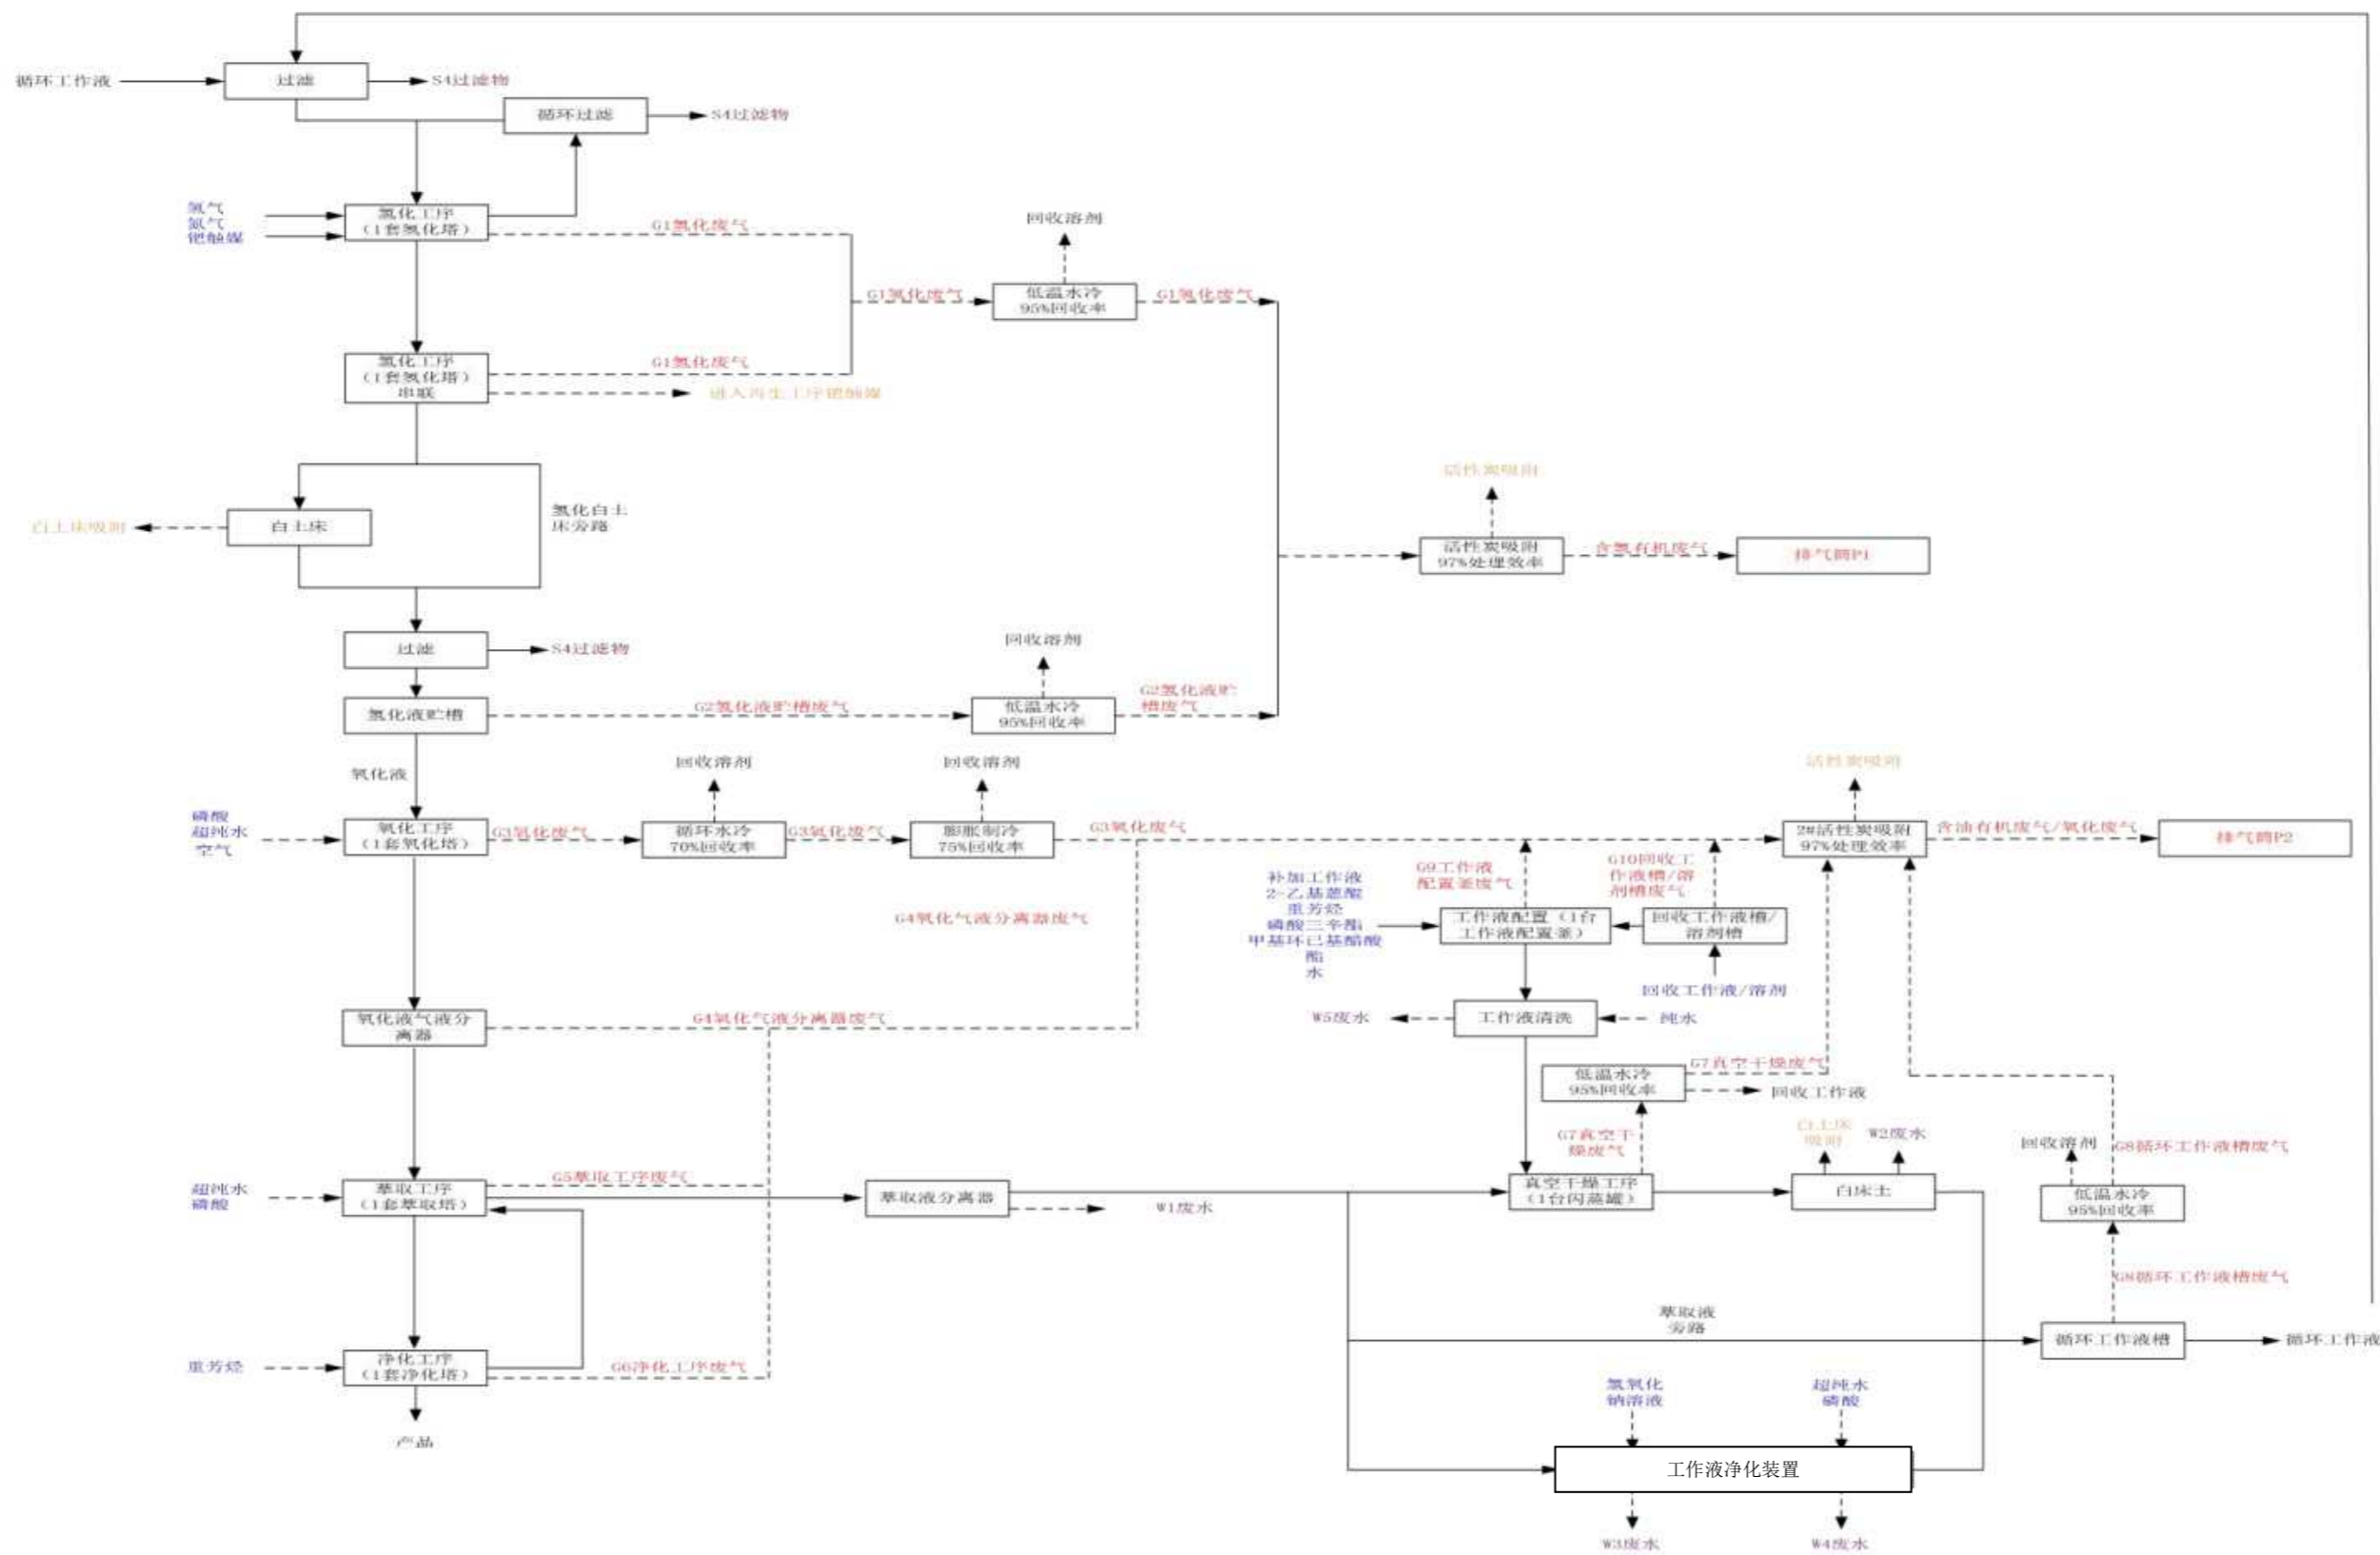 循环工作液
过滤
S4过滤物
循环过滤
S4过滤物
氢气
氮气
钯触媒
氢化工序
(1套氢化塔)
G1氢化废气
回收溶剂
G1氢化废气
低温水冷
95%回收率
G1氢化废气
氢化工序
(1套氢化塔)
串联
G1氢化废气
进入再生工序钯触媒
白土床吸附
白土床
氢化白土
床旁路
活性炭吸附
活性炭吸附
97%处理效率
含氢有机废气
排气筒P1
过滤
S4过滤物
回收溶剂
氢化液贮槽
G2氢化液贮槽废气
低温水冷
95%回收率
G2氢化液贮
槽废气
氧化液
回收溶剂
回收溶剂
活性炭吸附
磷酸
超纯水
空气
氧化工序
(1套氧化塔)
G3氧化废气
循环水冷
70%回收率
G3氧化废气
膨胀制冷
75%回收率
G3氧化废气
2#活性炭吸附
97%处理效率
含油有机废气/氧化废气
排气筒P2
G9工作液
配置釜废气
G10回收工
作液槽/溶
剂槽废气
补加工作液
2-乙基蒽醌
重芳烃
磷酸三辛酯
甲基环己基醋酸
酯
水
G4氧化气液分离器废气
工作液配置(1台
工作液配置釜)
回收工作液槽/
溶剂槽
回收工作液/溶剂
氧化液气液分
离器
G4氧化气液分离器废气
W5废水
工作液清洗
纯水
低温水冷
95%回收率
G7真空干燥废气
回收工作液
G7真空干
燥废气
白土床
吸附
W2废水
回收溶剂
G8循环工作液槽废气
超纯水
磷酸
萃取工序
(1套萃取塔)
G5萃取工序废气
萃取液分离器
W1废水
真空干燥工序
(1台闪蒸罐)
白床土
低温水冷
95%回收率
G8循环工作液槽废气
萃取液
旁路
循环工作液槽
循环工作液
重芳烃
净化工序
(1套净化塔)
G6净化工序废气
产品
氢氧化
钠溶液
超纯水
磷酸
工作液净化装置
W3废水
W4废水